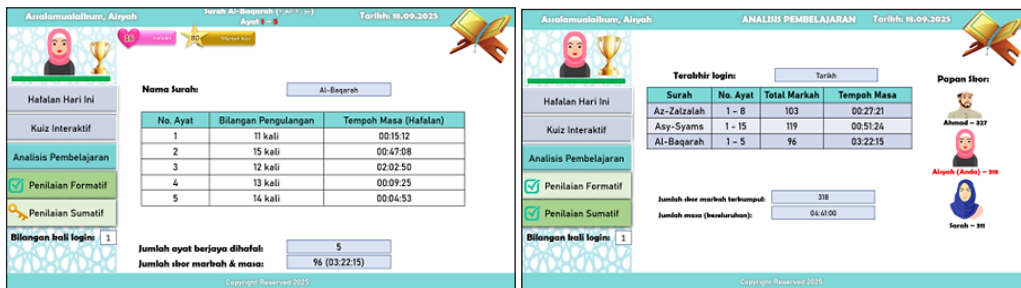 Assalamualaikum, Aisyah
Surah Al-Baqarah
Ayat 1 – 5
Tarikh: 18.09.2025
16 Hafalan
80 Markah Kuiz
Hafalan Hari Ini
Kuiz Interaktif
Analisis Pembelajaran
Penilaian Formatif
Penilaian Sumatif
Bilangan kali login: 1
Nama Surah: Al-Baqarah
No. Ayat Bilangan Pengulangan Tempoh Masa (Hafalan)
1 11 kali 00:15:12
2 15 kali 00:47:08
3 12 kali 02:02:50
4 13 kali 00:09:25
5 14 kali 00:04:53
Jumlah ayat berjaya dihafal: 5
Jumlah skor markah & masa: 96 (03:22:15)
Copyright Reserved 2025
Assalamualaikum, Aisyah
ANALISIS PEMBELAJARAN
Tarikh: 18.09.2025
Hafalan Hari Ini
Kuiz Interaktif
Analisis Pembelajaran
Penilaian Formatif
Penilaian Sumatif
Bilangan kali login: 1
Terakhir login: Tarikh
Surah No. Ayat Total Markah Tempoh Masa
Az-Zalzalah 1 – 8 103 00:27:21
Asy-Syams 1 - 15 119 00:51:24
Al-Baqarah 1 – 5 96 03:22:15
Jumlah skor markah terkumpul: 318
Jumlah masa (keseluruhan): 04:41:00
Papan Skor:
Ahmad – 327
Aisyah (Anda) – 318
Sarah – 311
Copyright Reserved 2025